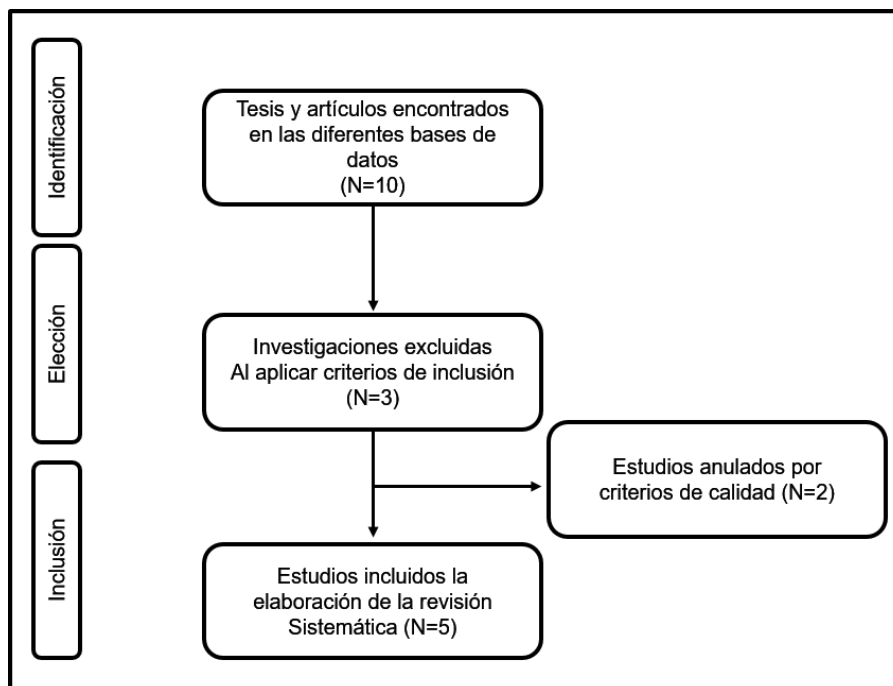 Identificación
Tesis y artículos encontrados
en las diferentes bases de
datos
(N=10)
Elección
Investigaciones excluidas
Al aplicar criterios de inclusión
(N=3)
Estudios anulados por
criterios de calidad (N=2)
Inclusión
Estudios incluidos la
elaboración de la revisión
Sistemática (N=5)